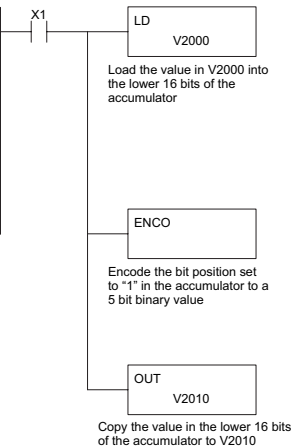 X1
LD
V2000
Load the value in V2000 into
the lower 16 bits of the
accumulator
ENCO
Encode the bit position set
to “1” in the accumulator to a
5 bit binary value
OUT
V2010
Copy the value in the lower 16 bits
of the accumulator to V2010